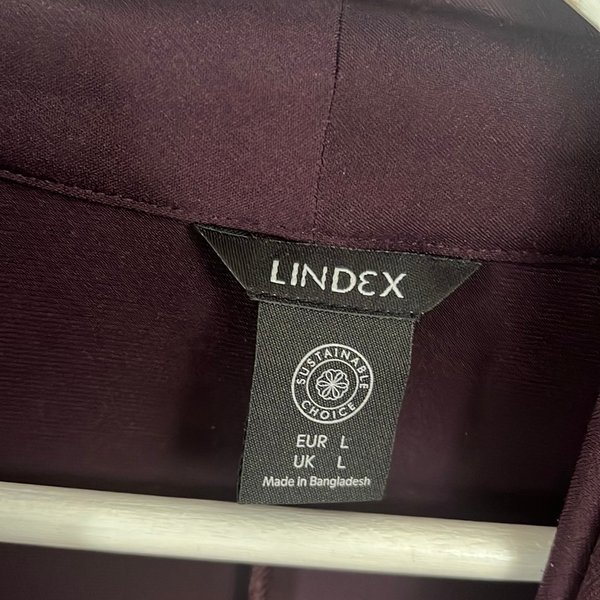 LINDEX
SUSTAINABLE
CHOICE
EUR L
UK L
Made in Bangladesh